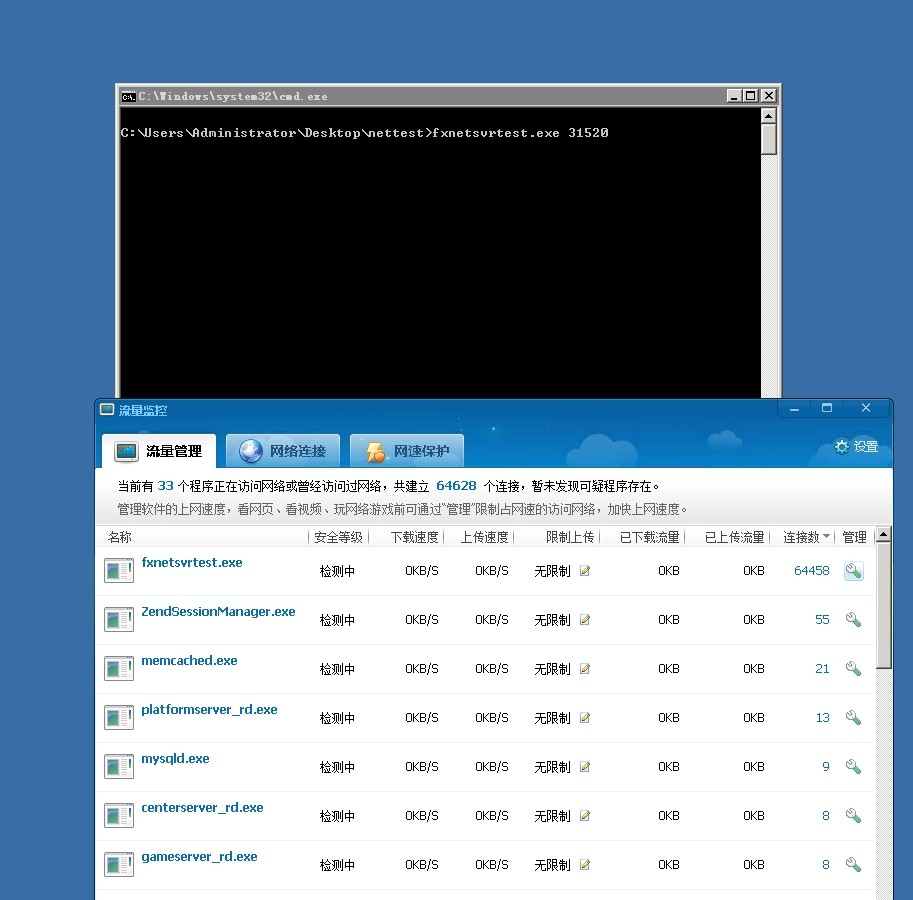 C:\Windows\system32\cmd.exe
C:\Users\Administrator\Desktop\nettest>fxnetsvrtest.exe 31520
流量监控
流量管理 网络连接 网速保护 设置
当前有 33 个程序正在访问网络或曾经访问过网络，共建立 64628 个连接，暂未发现可疑程序存在。
管理软件的上网速度，看网页、看视频、玩网络游戏前可通过"管理"限制占网速的访问网络，加快上网速度。
名称 安全等级 下载速度 上传速度 限制上传 已下载流量 已上传流量 连接数 管理
fxnetsvrtest.exe 检测中 0KB/S 0KB/S 无限制 0KB 0KB 64458
ZendSessionManager.exe 检测中 0KB/S 0KB/S 无限制 0KB 0KB 55
memcached.exe 检测中 0KB/S 0KB/S 无限制 0KB 0KB 21
platformserver_rd.exe 检测中 0KB/S 0KB/S 无限制 0KB 0KB 13
mysqld.exe 检测中 0KB/S 0KB/S 无限制 0KB 0KB 9
centerserver_rd.exe 检测中 0KB/S 0KB/S 无限制 0KB 0KB 8
gameserver_rd.exe 检测中 0KB/S 0KB/S 无限制 0KB 0KB 8